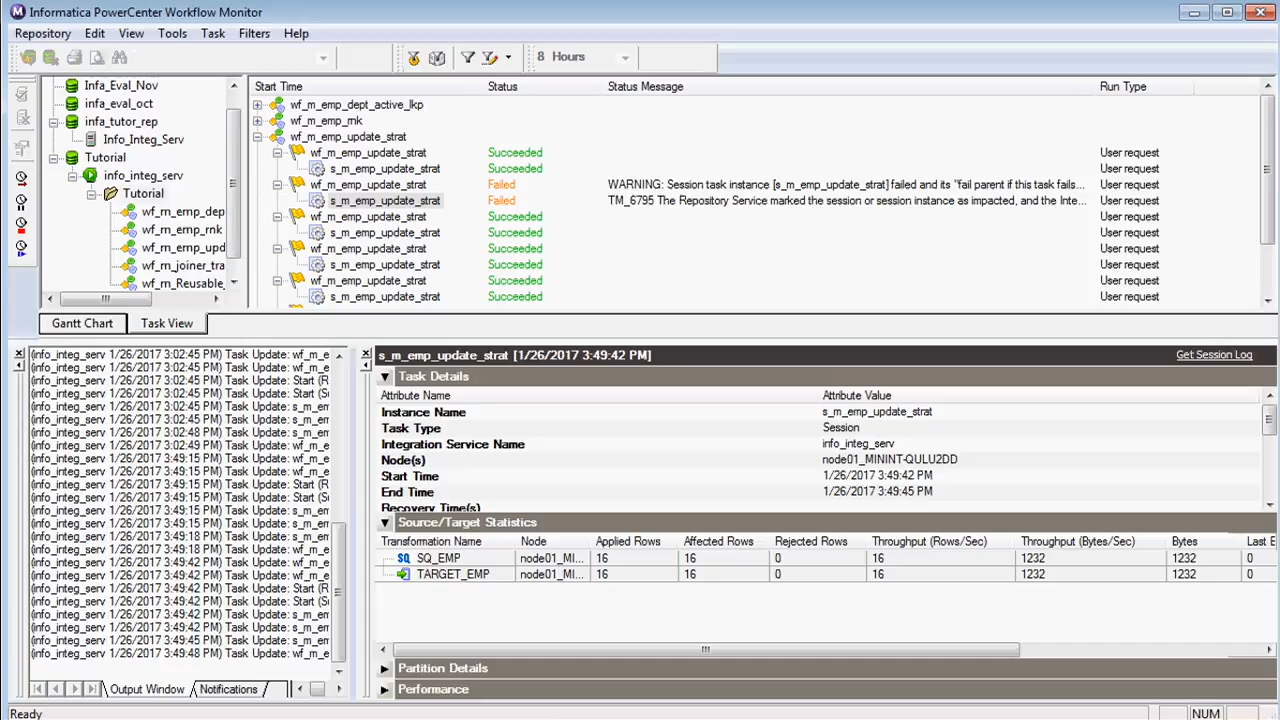 Informatica PowerCenter Workflow Monitor
Repository Edit View Tools Task Filters Help
8 Hours
Infa_Eval_Nov
infa_eval_oct
infa_tutor_rep
Info_Integ_Serv
Tutorial
info_integ_serv
Tutorial
wf_m_emp_dep
wf_m_emp_rnk
wf_m_emp_upd
wf_m_joiner_tra
wf_m_Reusable_
Start Time Status Status Message Run Type
wf_m_emp_dept_active_lkp
wf_m_emp_rnk
wf_m_emp_update_strat
wf_m_emp_update_strat Succeeded User request
s_m_emp_update_strat Succeeded User request
wf_m_emp_update_strat Failed WARNING: Session task instance [s_m_emp_update_strat] failed and its "fail parent if this task fails... User request
s_m_emp_update_strat Failed TM_6795 The Repository Service marked the session or session instance as impacted, and the Inte... User request
wf_m_emp_update_strat Succeeded User request
s_m_emp_update_strat Succeeded User request
wf_m_emp_update_strat Succeeded User request
s_m_emp_update_strat Succeeded User request
wf_m_emp_update_strat Succeeded User request
s_m_emp_update_strat Succeeded User request
Gantt Chart Task View
(info_integ_serv 1/26/2017 3:02:45 PM) Task Update: wf_m_e
(info_integ_serv 1/26/2017 3:02:45 PM) Task Update: wf_m_e
(info_integ_serv 1/26/2017 3:02:45 PM) Task Update: Start (R
(info_integ_serv 1/26/2017 3:02:45 PM) Task Update: Start (Su
(info_integ_serv 1/26/2017 3:02:45 PM) Task Update: s_m_em
(info_integ_serv 1/26/2017 3:02:45 PM) Task Update: s_m_em
(info_integ_serv 1/26/2017 3:02:48 PM) Task Update: s_m_em
(info_integ_serv 1/26/2017 3:02:48 PM) Task Update: wf_m_e
(info_integ_serv 1/26/2017 3:49:15 PM) Task Update: wf_m_e
(info_integ_serv 1/26/2017 3:49:15 PM) Task Update: wf_m_e
(info_integ_serv 1/26/2017 3:49:15 PM) Task Update: Start (R
(info_integ_serv 1/26/2017 3:49:15 PM) Task Update: Start (Su
(info_integ_serv 1/26/2017 3:49:15 PM) Task Update: s_m_em
(info_integ_serv 1/26/2017 3:49:15 PM) Task Update: s_m_em
(info_integ_serv 1/26/2017 3:49:18 PM) Task Update: s_m_em
(info_integ_serv 1/26/2017 3:49:18 PM) Task Update: wf_m_e
(info_integ_serv 1/26/2017 3:49:42 PM) Task Update: wf_m_e
(info_integ_serv 1/26/2017 3:49:42 PM) Task Update: wf_m_e
(info_integ_serv 1/26/2017 3:49:42 PM) Task Update: Start (R
(info_integ_serv 1/26/2017 3:49:42 PM) Task Update: Start (Su
(info_integ_serv 1/26/2017 3:49:42 PM) Task Update: s_m_em
(info_integ_serv 1/26/2017 3:49:42 PM) Task Update: s_m_em
(info_integ_serv 1/26/2017 3:49:45 PM) Task Update: s_m_em
(info_integ_serv 1/26/2017 3:49:48 PM) Task Update: wf_m_e
Output Window Notifications
s_m_emp_update_strat [1/26/2017 3:49:42 PM] Get Session Log
Task Details
Attribute Name Attribute Value
Instance Name s_m_emp_update_strat
Task Type Session
Integration Service Name info_integ_serv
Node(s) node01_MININT-QULU2DD
Start Time 1/26/2017 3:49:42 PM
End Time 1/26/2017 3:49:45 PM
Recovery Time(s)
Source/Target Statistics
Transformation Name Node Applied Rows Affected Rows Rejected Rows Throughput (Rows/Sec) Throughput (Bytes/Sec) Bytes Last E
SQ_EMP node01_MI... 16 16 0 16 1232 1232 0
TARGET_EMP node01_MI... 16 16 0 16 1232 1232 0
Partition Details
Performance
Ready NUM